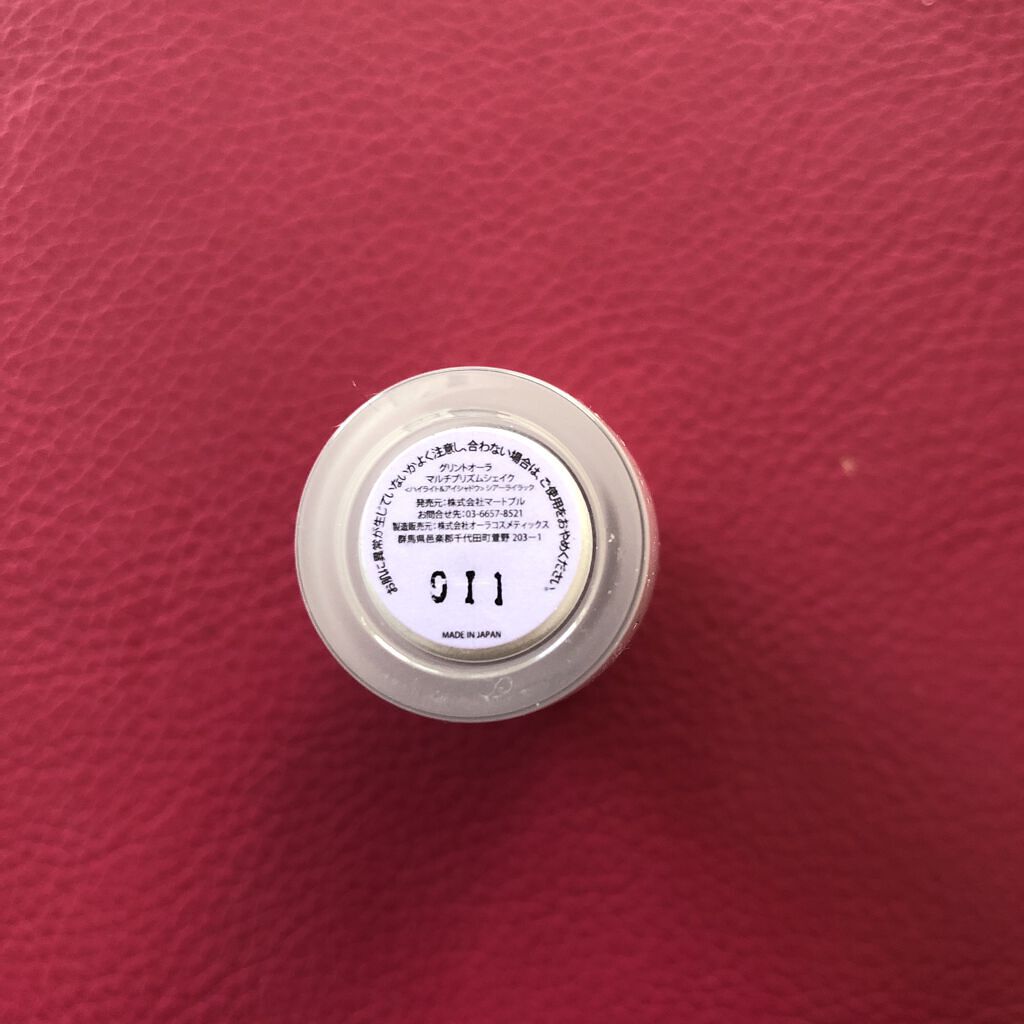 お肌に異常が生じていないかよく注意し、合わない場合は、ご使用をおやめください。
グリントオーラ
マルチプリズムシェイク
<ハイライト&アイシャドウ> シアーライラック
発売元：株式会社マートブル
お問合せ先：03-6657-8521
製造販売元：株式会社オーラコスメティックス
群馬県邑楽郡千代田町萱野 203－1
9I1
MADE IN JAPAN